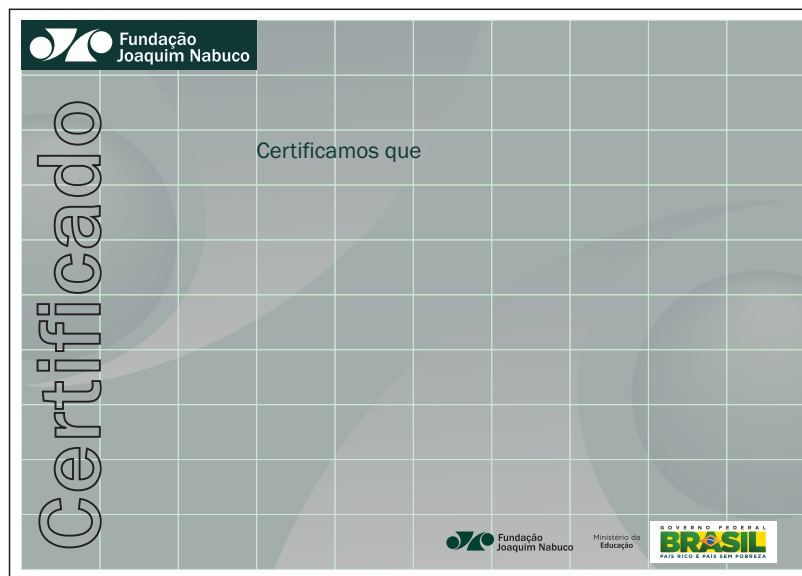 Fundação
Joaquim Nabuco
Certificado
Certificamos que
Fundação
Joaquim Nabuco
Ministério da
Educação
GOVERNO FEDERAL
BRASIL
PAÍS RICO É PAÍS SEM POBREZA